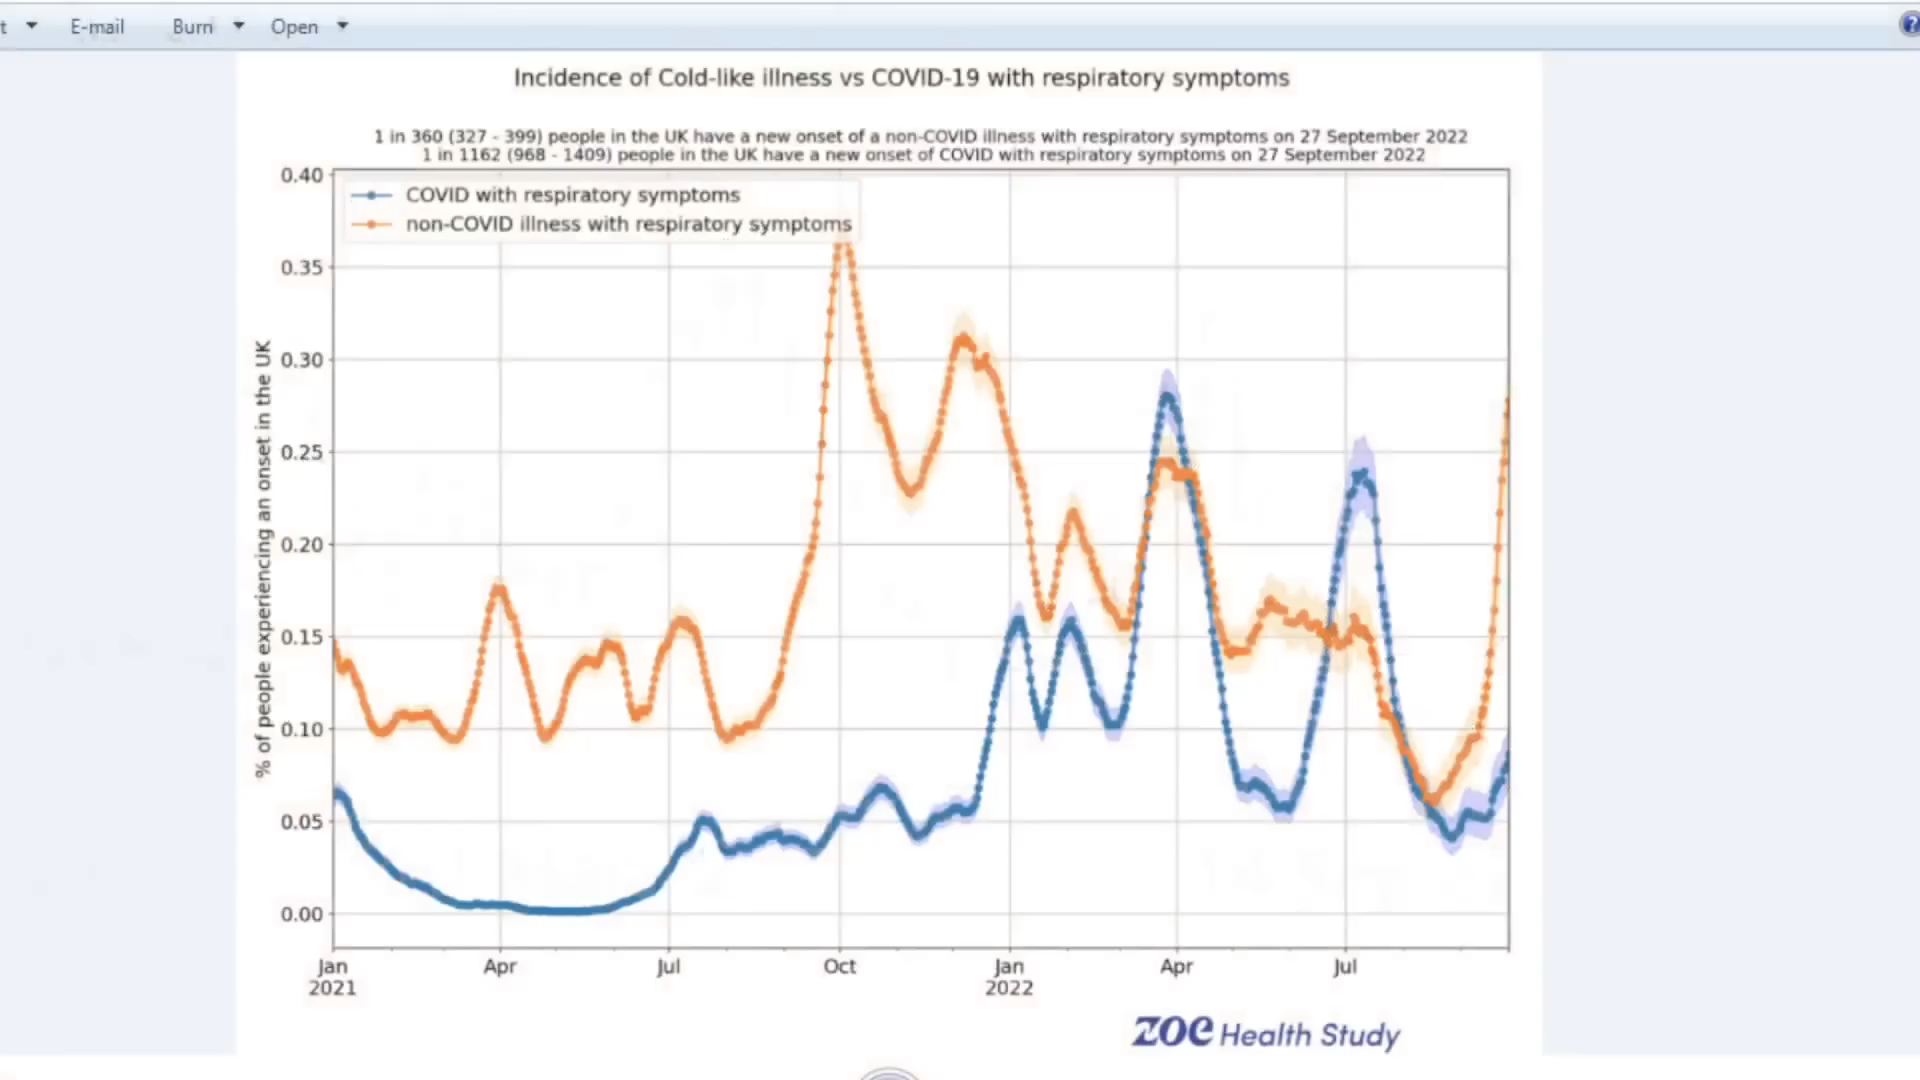 E-mail Burn Open
Incidence of Cold-like illness vs COVID-19 with respiratory symptoms
1 in 360 (327 - 399) people in the UK have a new onset of a non-COVID illness with respiratory symptoms on 27 September 2022
1 in 1162 (968 - 1409) people in the UK have a new onset of COVID with respiratory symptoms on 27 September 2022
COVID with respiratory symptoms
non-COVID illness with respiratory symptoms
% of people experiencing an onset in the UK
0.40
0.35
0.30
0.25
0.20
0.15
0.10
0.05
0.00
Jan Apr Jul Oct Jan Apr Jul
2021 2022
ZOE Health Study